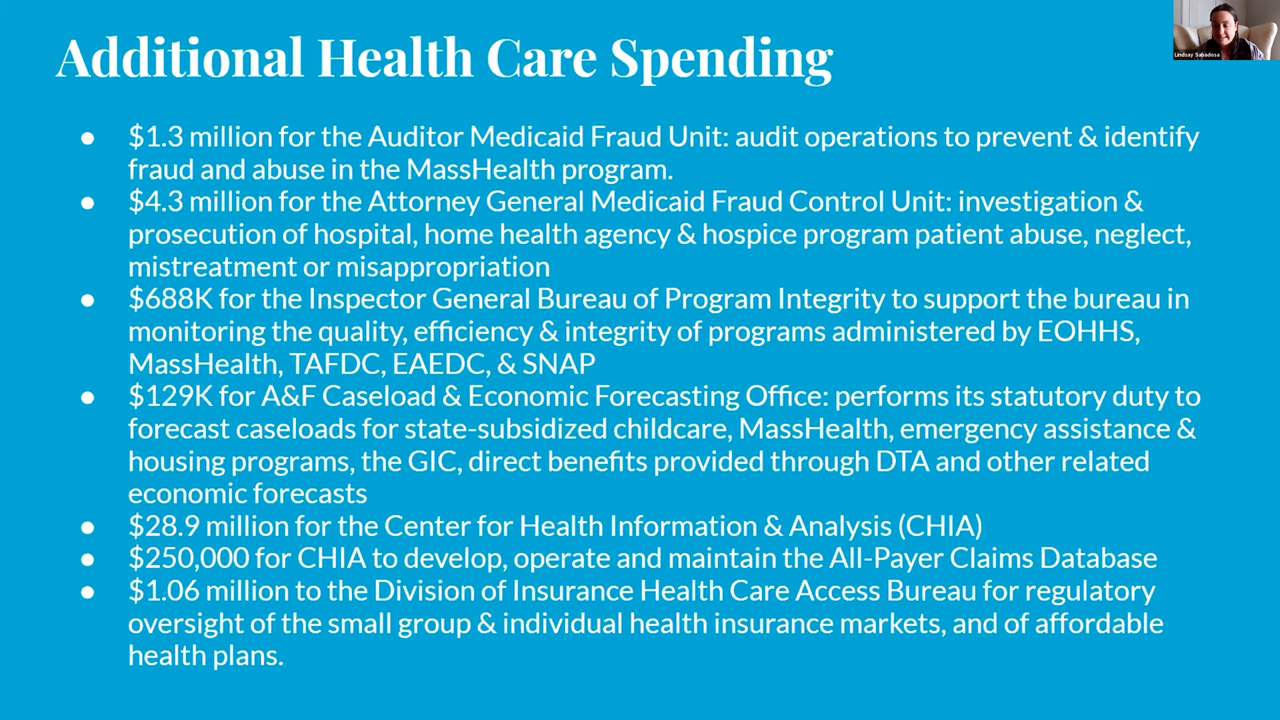 Additional Health Care Spending
Lindsay Sabadosa
● $1.3 million for the Auditor Medicaid Fraud Unit: audit operations to prevent & identify
fraud and abuse in the MassHealth program.
● $4.3 million for the Attorney General Medicaid Fraud Control Unit: investigation &
prosecution of hospital, home health agency & hospice program patient abuse, neglect,
mistreatment or misappropriation
● $688K for the Inspector General Bureau of Program Integrity to support the bureau in
monitoring the quality, efficiency & integrity of programs administered by EOHHS,
MassHealth, TAFDC, EAEDC, & SNAP
● $129K for A&F Caseload & Economic Forecasting Office: performs its statutory duty to
forecast caseloads for state-subsidized childcare, MassHealth, emergency assistance &
housing programs, the GIC, direct benefits provided through DTA and other related
economic forecasts
● $28.9 million for the Center for Health Information & Analysis (CHIA)
● $250,000 for CHIA to develop, operate and maintain the All-Payer Claims Database
● $1.06 million to the Division of Insurance Health Care Access Bureau for regulatory
oversight of the small group & individual health insurance markets, and of affordable
health plans.